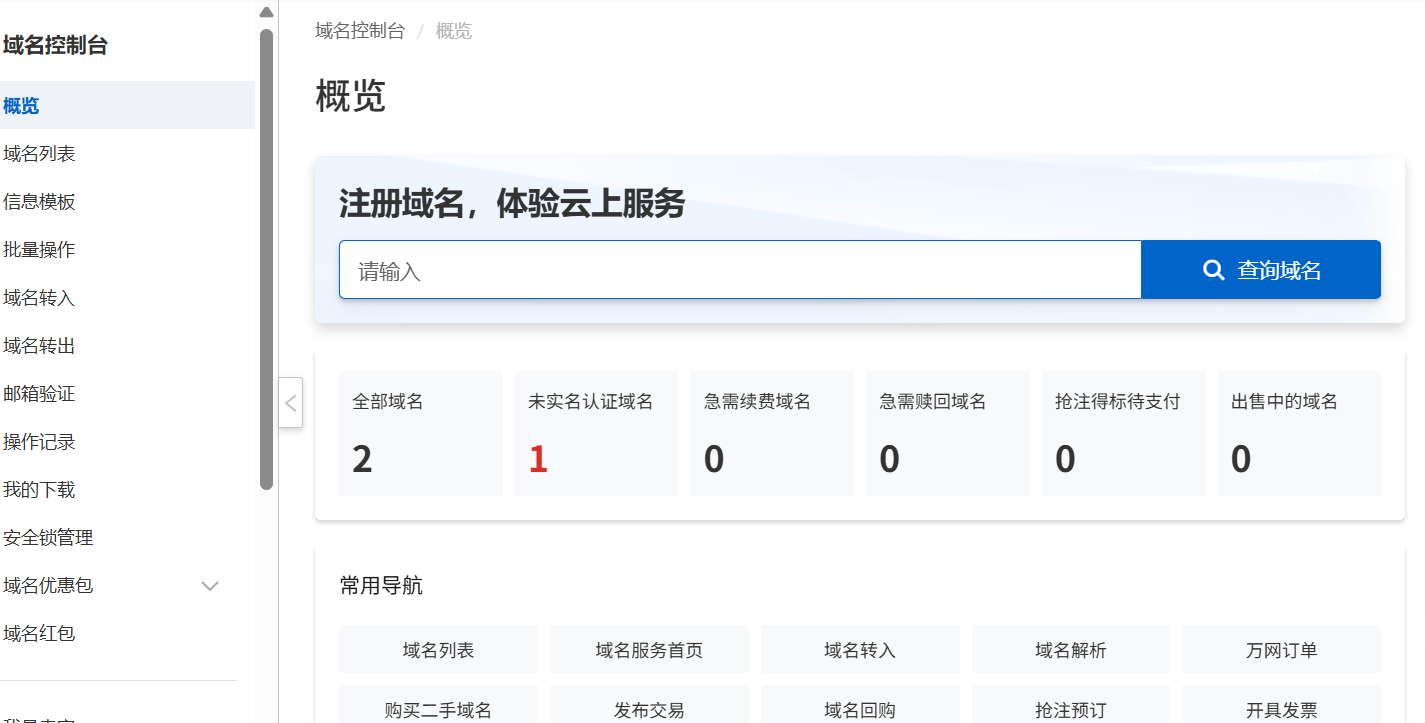 域名控制台
概览
域名列表
信息模板
批量操作
域名转入
域名转出
邮箱验证
操作记录
我的下载
安全锁管理
域名优惠包
域名红包
域名控制台 / 概览
概览
注册域名，体验云上服务
请输入
查询域名
全部域名
2
未实名认证域名
1
急需续费域名
0
急需赎回域名
0
抢注得标待支付
0
出售中的域名
0
常用导航
域名列表 域名服务首页 域名转入 域名解析 万网订单
购买二手域名 发布交易 域名回购 抢注预订 开具发票